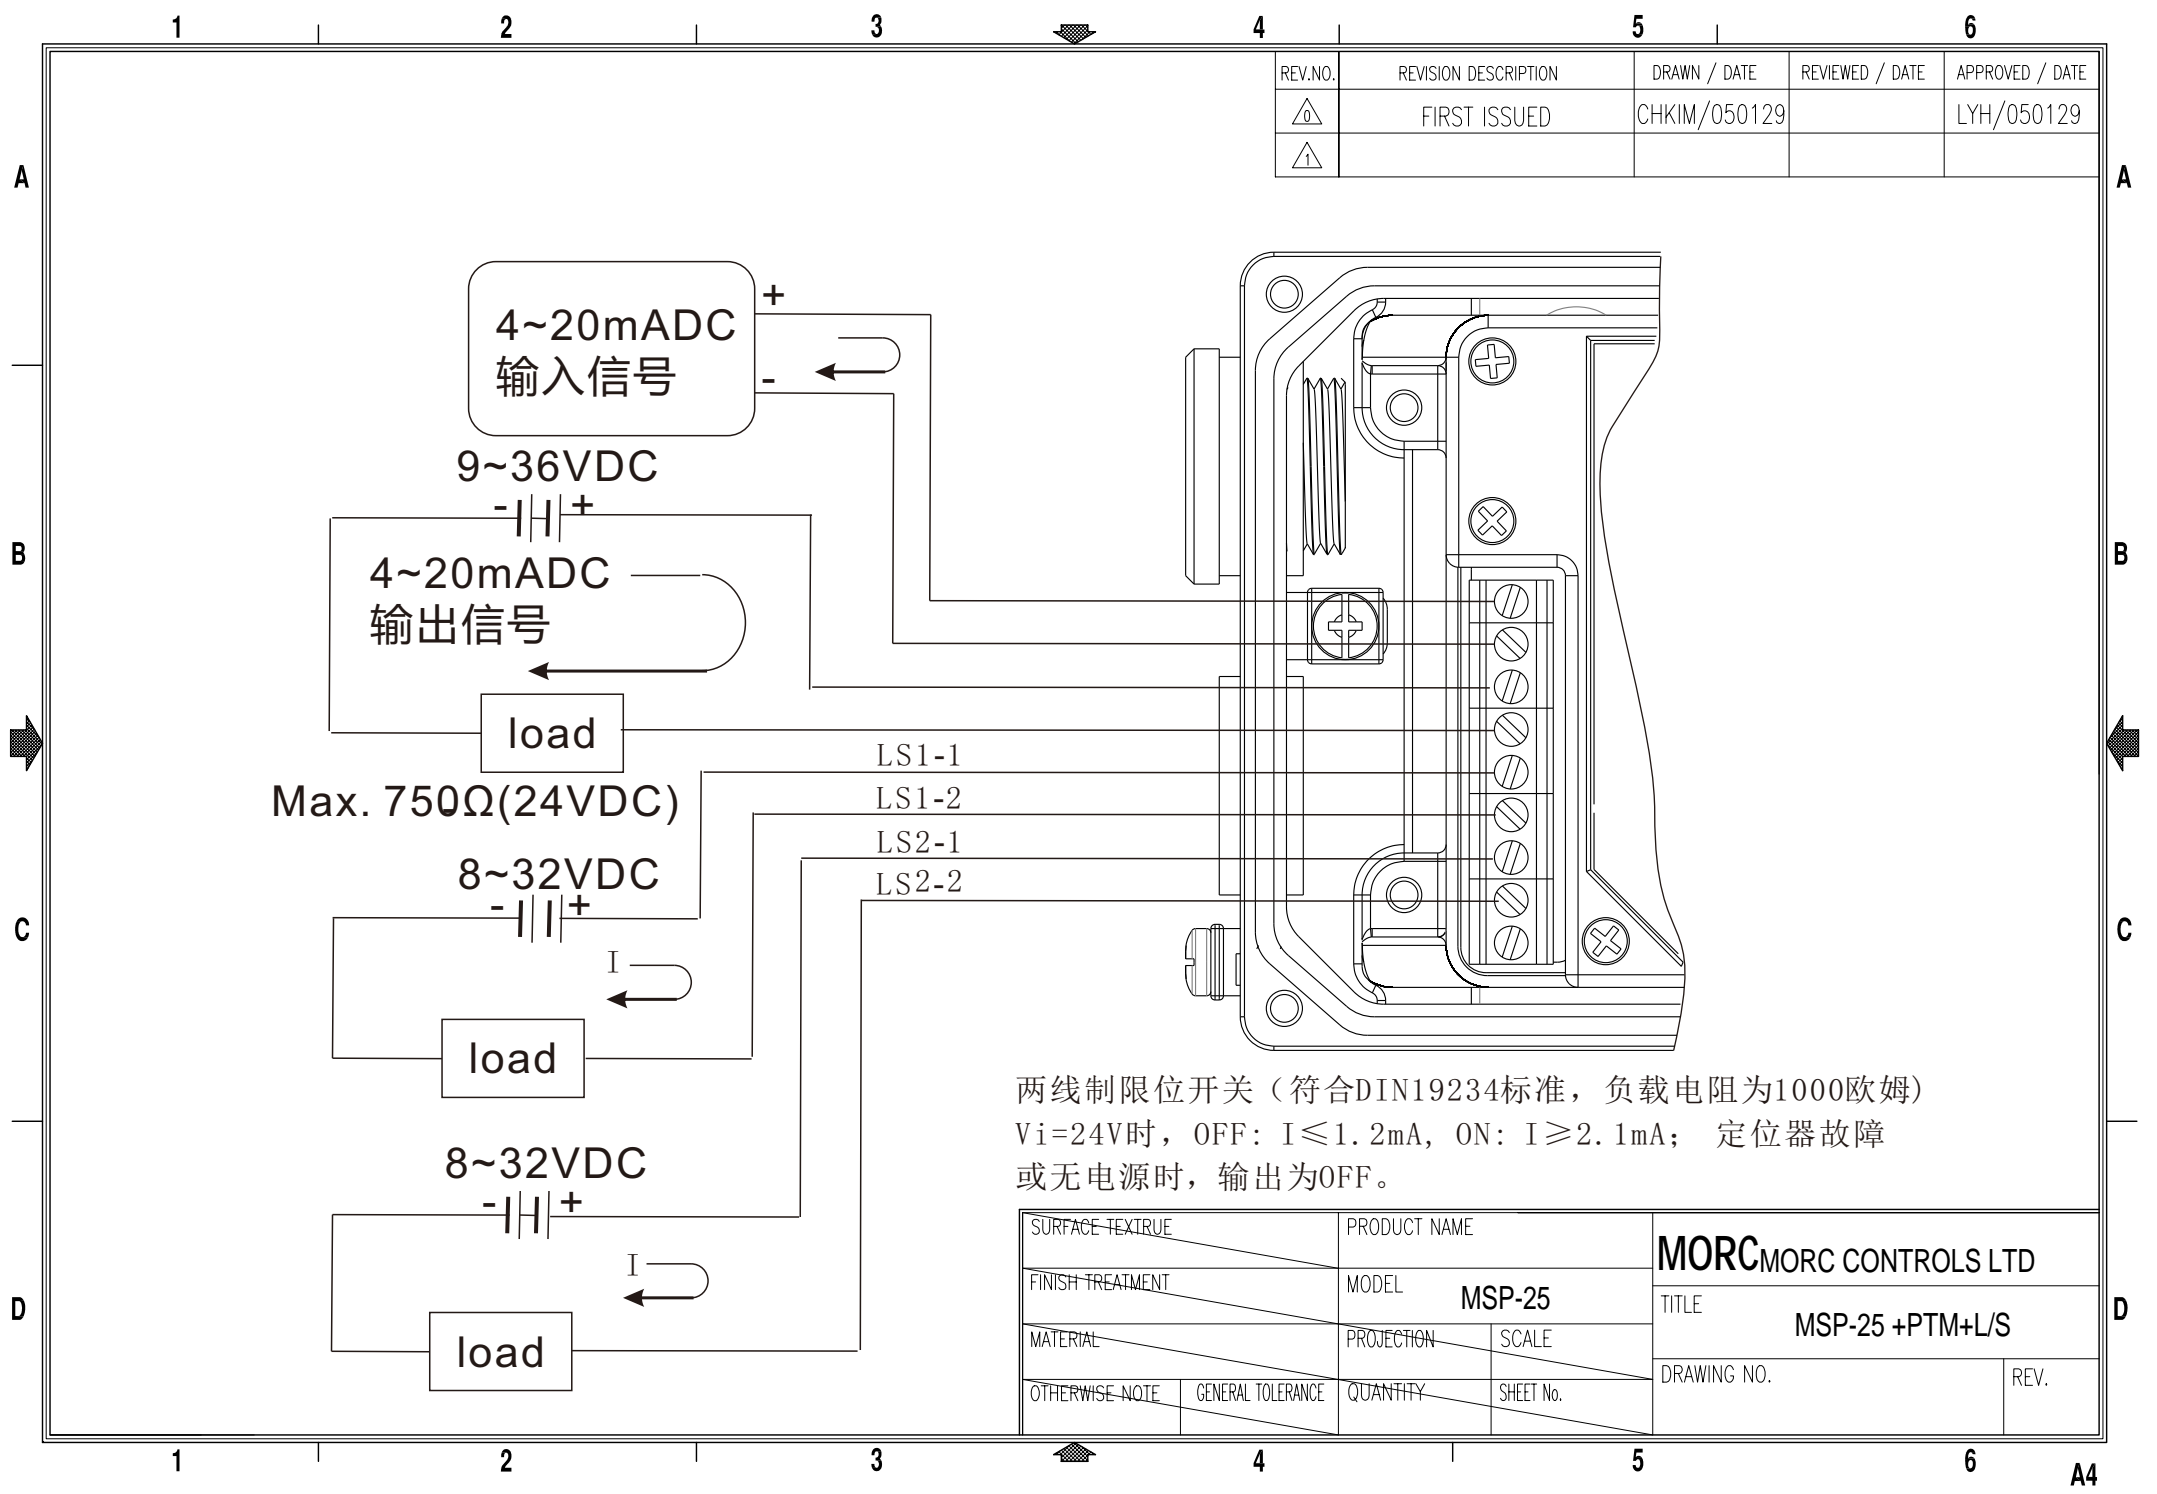 1 2 3 4 5 6
REV.NO. REVISION DESCRIPTION DRAWN / DATE REVIEWED / DATE APPROVED / DATE
0 FIRST ISSUED CHKIM/050129 LYH/050129
1
A A
+
4~20mADC
输入信号
-
9~36VDC
- +
B B
4~20mADC
输出信号
load
LS1-1
Max. 750Ω(24VDC)
LS1-2
LS2-1
8~32VDC
LS2-2
- +
C C
I
load
两线制限位开关（符合DIN19234标准，负载电阻为1000欧姆)
Vi=24V时，OFF: I≤1.2mA, ON: I≥2.1mA； 定位器故障
或无电源时，输出为OFF。
8~32VDC
- +
I
load
SURFACE TEXTRUE PRODUCT NAME
MORC MORC CONTROLS LTD
FINISH TREATMENT MODEL MSP-25
TITLE
MSP-25 +PTM+L/S
D D
MATERIAL PROJECTION SCALE
DRAWING NO. REV.
OTHERWISE NOTE GENERAL TOLERANCE QUANTITY SHEET No.
1 2 3 4 5 6
A4